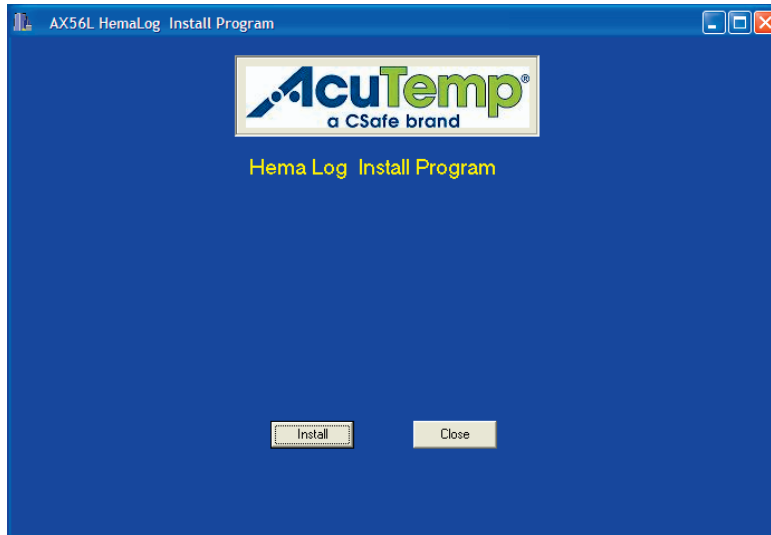 AX56L HemaLog Install Program
AcuTemp®
a CSafe brand
Hema Log Install Program
Install Close